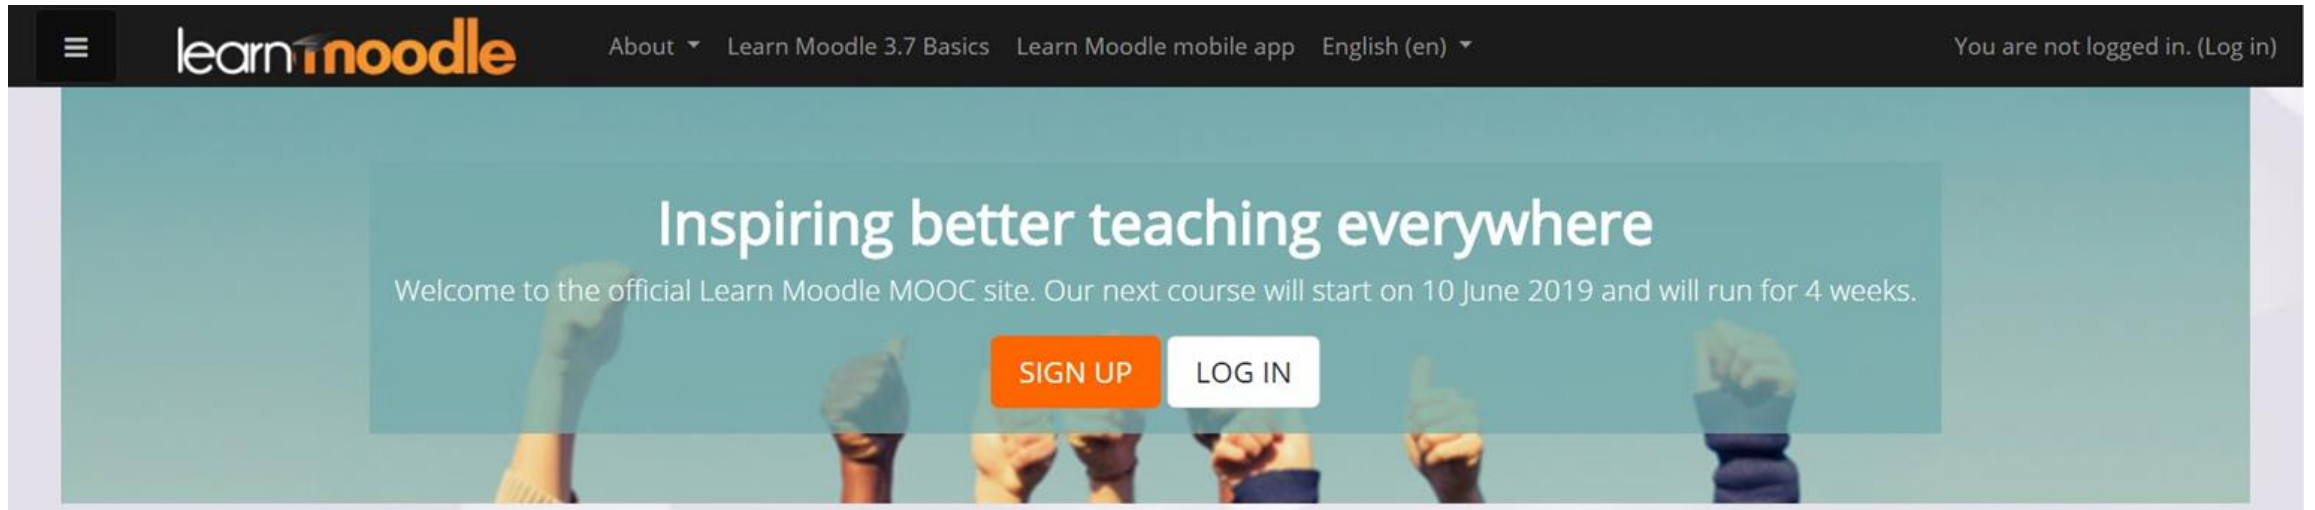 learnmoodle
About Learn Moodle 3.7 Basics Learn Moodle mobile app English (en) You are not logged in. (Log in)
Inspiring better teaching everywhere
Welcome to the official Learn Moodle MOOC site. Our next course will start on 10 June 2019 and will run for 4 weeks.
SIGN UP LOG IN